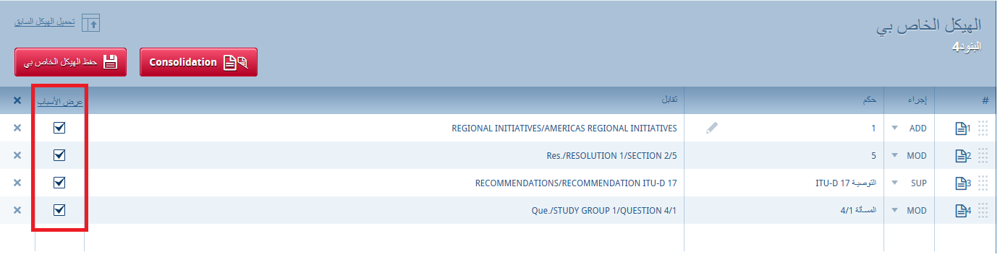 الهيكل الخاص بي
البنود4
تحميل الهيكل السابق
Consolidation
حفظ الهيكل الخاص بي
# إجراء حكم تقابل عرض الأسباب ×
1 ADD 1 REGIONAL INITIATIVES/AMERICAS REGIONAL INITIATIVES ×
2 MOD 5 Res./RESOLUTION 1/SECTION 2/5 ×
3 SUP التوصية ITU-D 17 RECOMMENDATIONS/RECOMMENDATION ITU-D 17 ×
4 MOD المسألة 4/1 Que./STUDY GROUP 1/QUESTION 4/1 ×